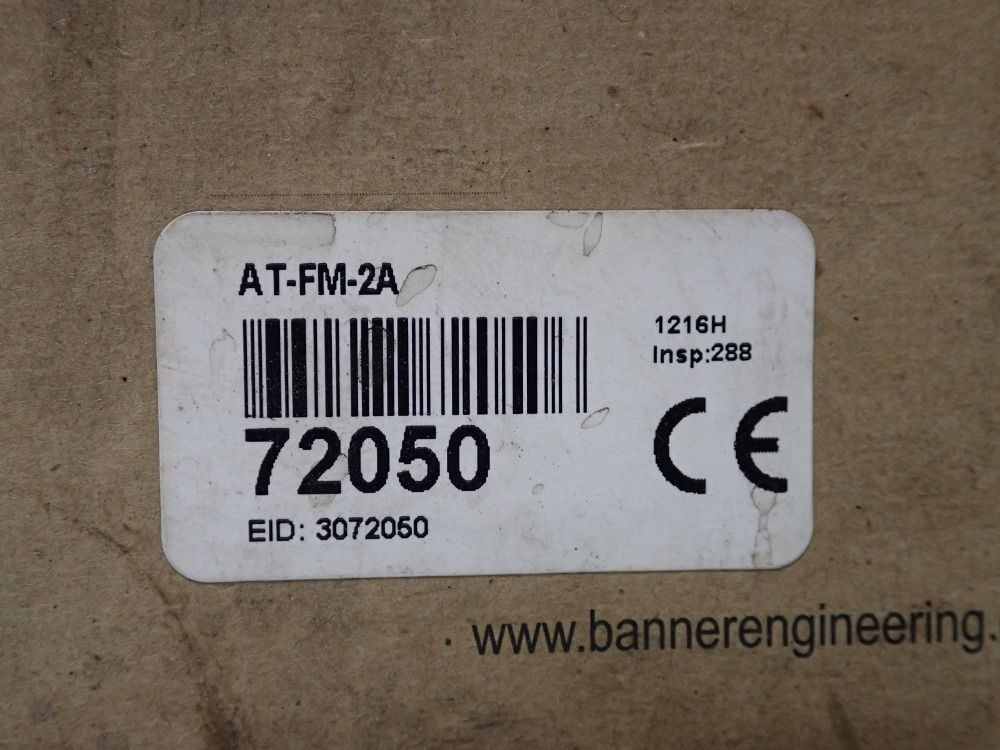 AT-FM-2A
1216H
Insp:288
72050
CE
EID: 3072050
www.bannerengineering.